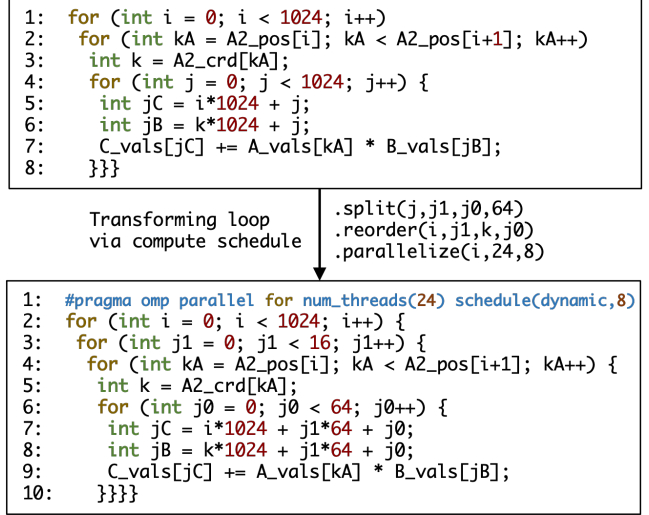 1: for (int i = 0; i < 1024; i++)
2: for (int kA = A2_pos[i]; kA < A2_pos[i+1]; kA++)
3: int k = A2_crd[kA];
4: for (int j = 0; j < 1024; j++) {
5: int jC = i*1024 + j;
6: int jB = k*1024 + j;
7: C_vals[jC] += A_vals[kA] * B_vals[jB];
8: }}}
Transforming loop
via compute schedule
.split(j,j1,j0,64)
.reorder(i,j1,k,j0)
.parallelize(i,24,8)
1: #pragma omp parallel for num_threads(24) schedule(dynamic,8)
2: for (int i = 0; i < 1024; i++) {
3: for (int j1 = 0; j1 < 16; j1++) {
4: for (int kA = A2_pos[i]; kA < A2_pos[i+1]; kA++) {
5: int k = A2_crd[kA];
6: for (int j0 = 0; j0 < 64; j0++) {
7: int jC = i*1024 + j1*64 + j0;
8: int jB = k*1024 + j1*64 + j0;
9: C_vals[jC] += A_vals[kA] * B_vals[jB];
10: }}}}